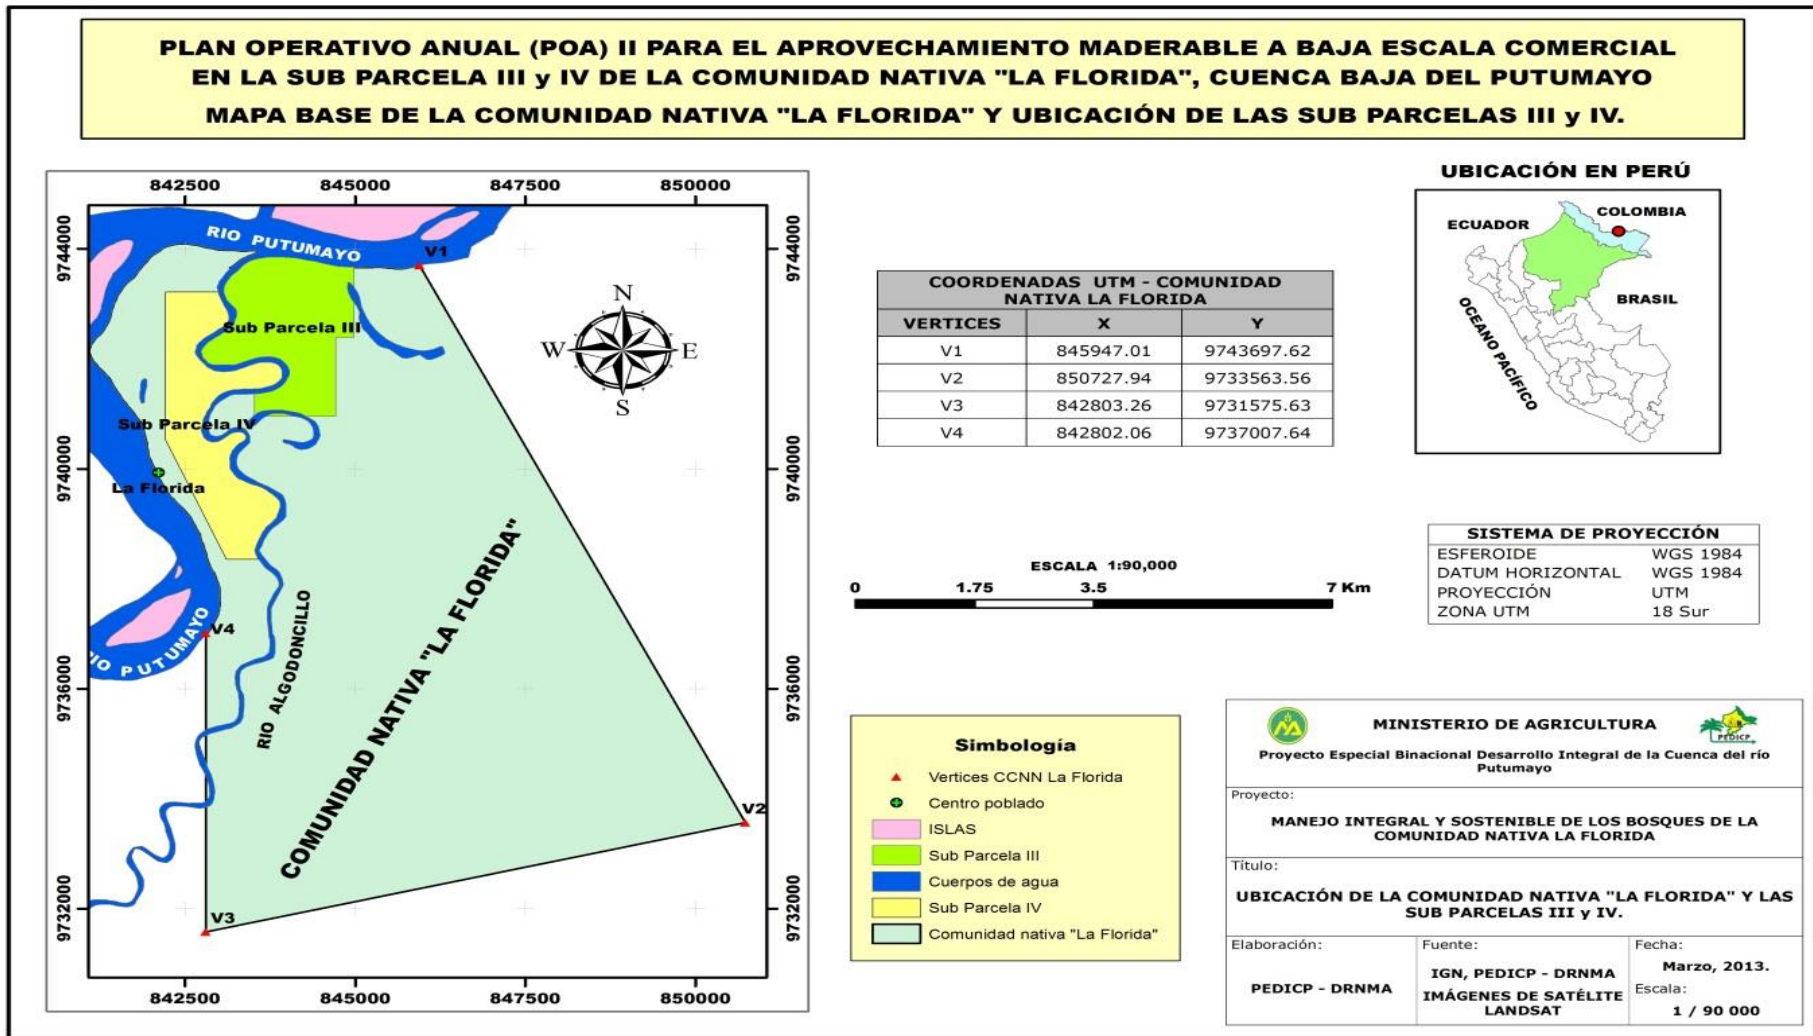 PLAN OPERATIVO ANUAL (POA) II PARA EL APROVECHAMIENTO MADERABLE A BAJA ESCALA COMERCIAL
EN LA SUB PARCELA III y IV DE LA COMUNIDAD NATIVA "LA FLORIDA", CUENCA BAJA DEL PUTUMAYO
MAPA BASE DE LA COMUNIDAD NATIVA "LA FLORIDA" Y UBICACIÓN DE LAS SUB PARCELAS III y IV.
842500 845000 847500 850000
9744000
9740000
9736000
9732000
RIO PUTUMAYO
V1
Sub Parcela III
Sub Parcela IV
La Florida
RIO PUTUMAYO
V4
RIO ALGODONCILLO
COMUNIDAD NATIVA "LA FLORIDA"
V2
V3
N
W E
S
9744000
9740000
9736000
9732000
842500 845000 847500 850000
COORDENADAS UTM - COMUNIDAD
NATIVA LA FLORIDA
VERTICES X Y
V1 845947.01 9743697.62
V2 850727.94 9733563.56
V3 842803.26 9731575.63
V4 842802.06 9737007.64
UBICACIÓN EN PERÚ
COLOMBIA
ECUADOR
BRASIL
OCEANO PACÍFICO
ESCALA 1:90,000
0 1.75 3.5 7 Km
SISTEMA DE PROYECCIÓN
ESFEROIDE WGS 1984
DATUM HORIZONTAL WGS 1984
PROYECCIÓN UTM
ZONA UTM 18 Sur
Simbología
Vertices CCNN La Florida
Centro poblado
ISLAS
Sub Parcela III
Cuerpos de agua
Sub Parcela IV
Comunidad nativa "La Florida"
MINISTERIO DE AGRICULTURA
PEDICP
Proyecto Especial Binacional Desarrollo Integral de la Cuenca del río
Putumayo
Proyecto:
MANEJO INTEGRAL Y SOSTENIBLE DE LOS BOSQUES DE LA
COMUNIDAD NATIVA LA FLORIDA
Título:
UBICACIÓN DE LA COMUNIDAD NATIVA "LA FLORIDA" Y LAS
SUB PARCELAS III y IV.
Elaboración:
PEDICP - DRNMA
Fuente:
IGN, PEDICP - DRNMA
IMÁGENES DE SATÉLITE
LANDSAT
Fecha:
Marzo, 2013.
Escala:
1 / 90 000